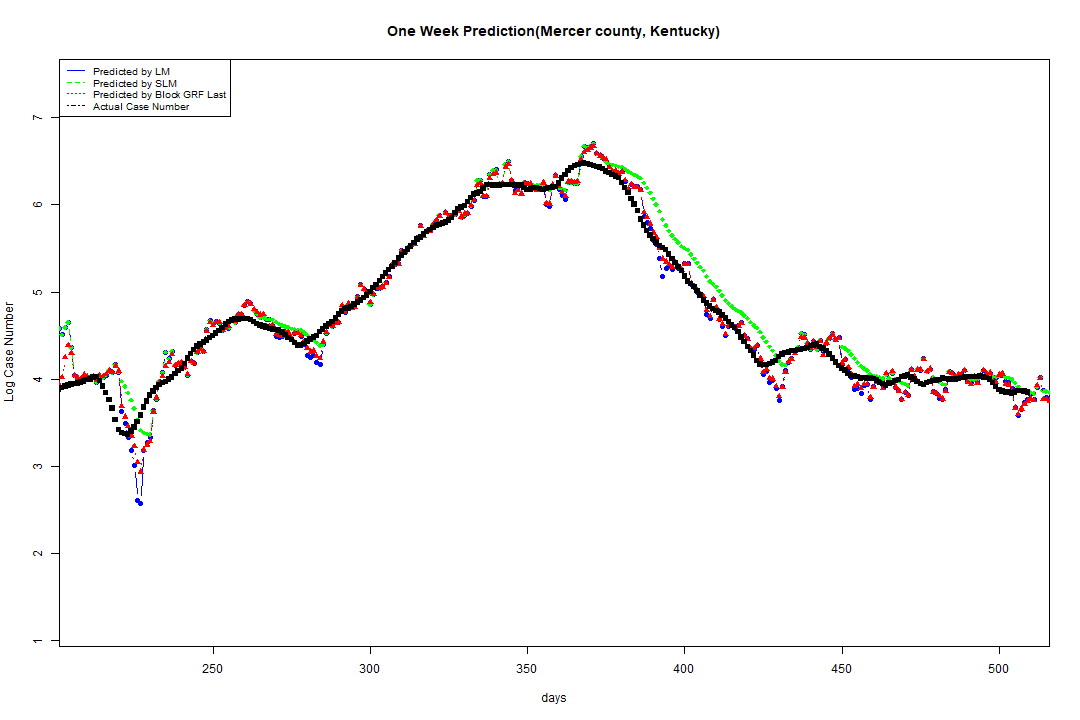 One Week Prediction(Mercer county, Kentucky)
Predicted by LM
Predicted by SLM
Predicted by Block GRF Last
Actual Case Number
Log Case Number
7
6
5
4
3
2
1
250 300 350 400 450 500
days